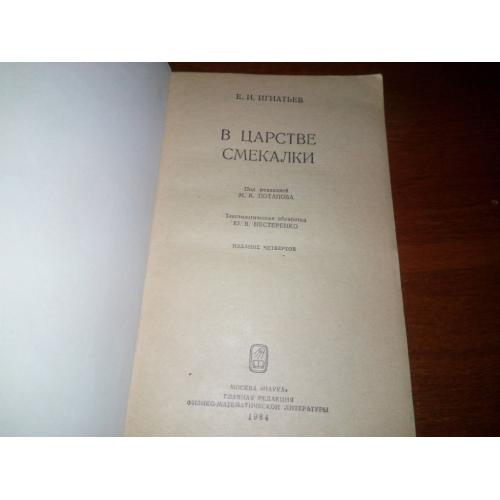 Е. И. ИГНАТЬЕВ
В ЦАРСТВЕ
СМЕКАЛКИ
Под редакцией
М. К. ПОТАПОВА
Текстологическая обработка
Ю. В. НЕСТЕРЕНКО
ИЗДАНИЕ ЧЕТВЕРТОЕ
МОСКВА «НАУКА»
ГЛАВНАЯ РЕДАКЦИЯ
ФИЗИКО-МАТЕМАТИЧЕСКОЙ ЛИТЕРАТУРЫ
1984